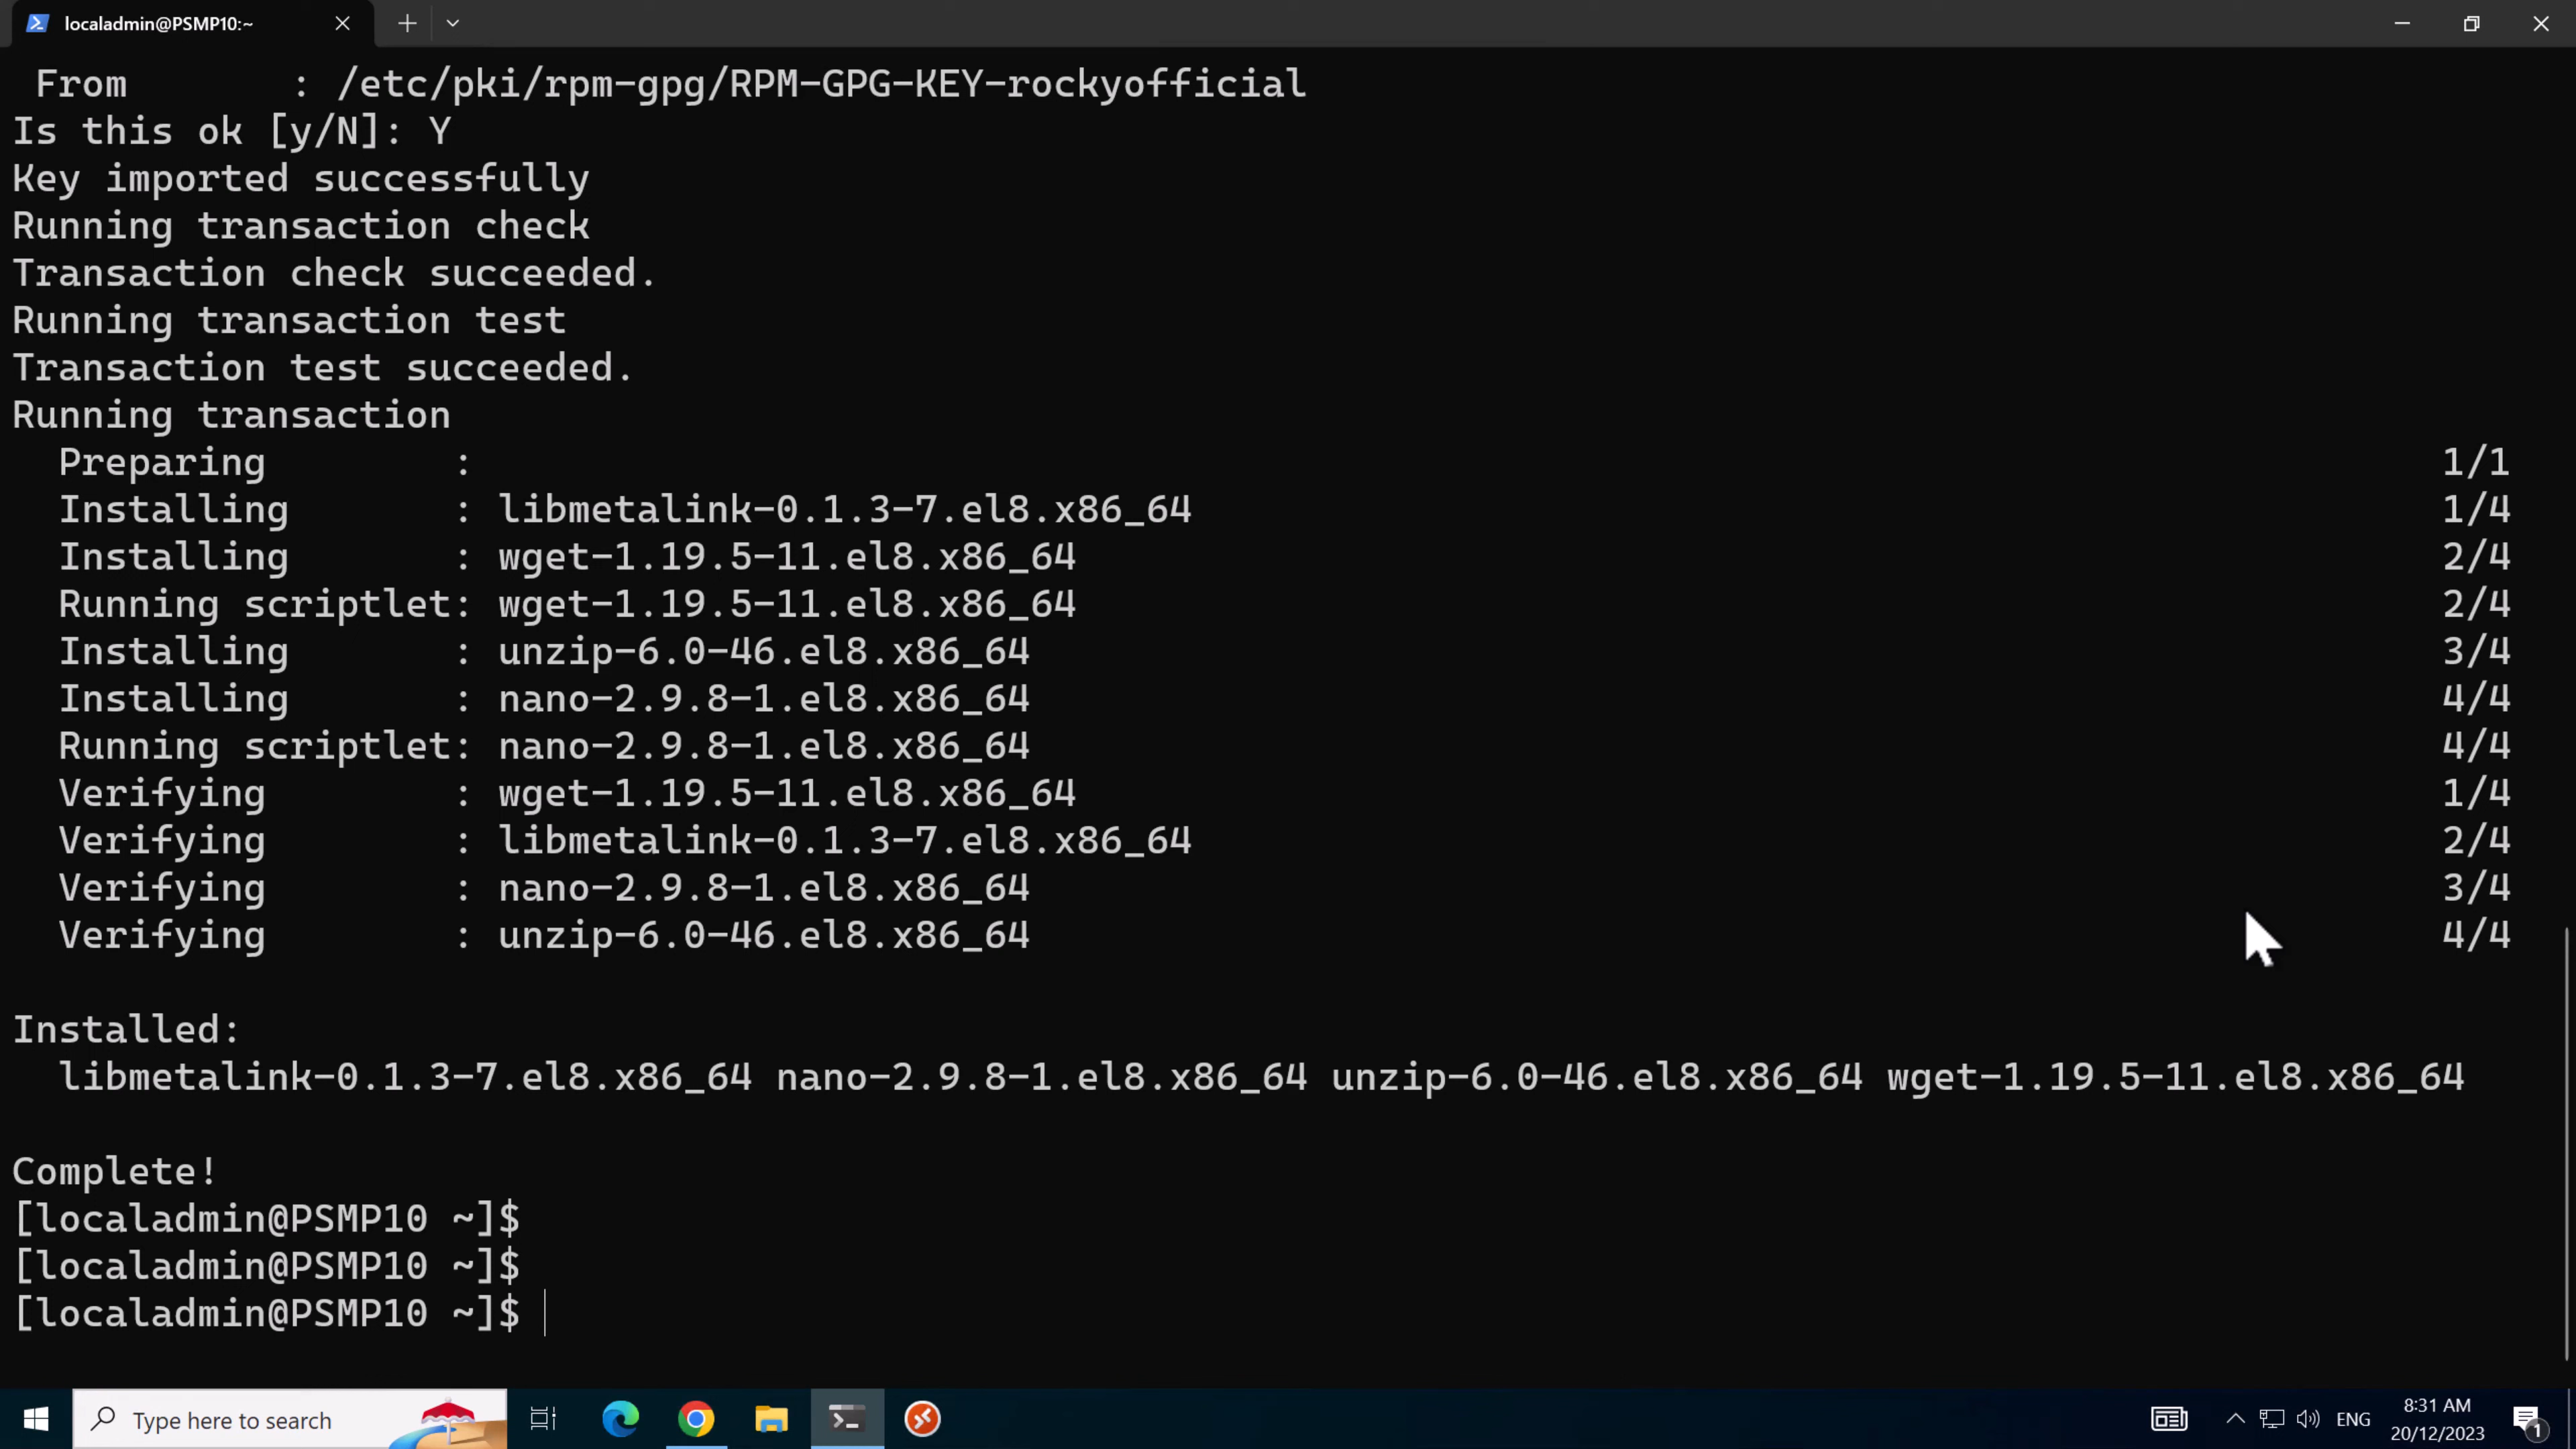 localadmin@PSMP10:~
From : /etc/pki/rpm-gpg/RPM-GPG-KEY-rockyofficial
Is this ok [y/N]: Y
Key imported successfully
Running transaction check
Transaction check succeeded.
Running transaction test
Transaction test succeeded.
Running transaction
Preparing : 1/1
Installing : libmetalink-0.1.3-7.el8.x86_64 1/4
Installing : wget-1.19.5-11.el8.x86_64 2/4
Running scriptlet: wget-1.19.5-11.el8.x86_64 2/4
Installing : unzip-6.0-46.el8.x86_64 3/4
Installing : nano-2.9.8-1.el8.x86_64 4/4
Running scriptlet: nano-2.9.8-1.el8.x86_64 4/4
Verifying : wget-1.19.5-11.el8.x86_64 1/4
Verifying : libmetalink-0.1.3-7.el8.x86_64 2/4
Verifying : nano-2.9.8-1.el8.x86_64 3/4
Verifying : unzip-6.0-46.el8.x86_64 4/4
Installed:
libmetalink-0.1.3-7.el8.x86_64 nano-2.9.8-1.el8.x86_64 unzip-6.0-46.el8.x86_64 wget-1.19.5-11.el8.x86_64
Complete!
[localadmin@PSMP10 ~]$
[localadmin@PSMP10 ~]$
[localadmin@PSMP10 ~]$
Type here to search
ENG
8:31 AM
20/12/2023
1